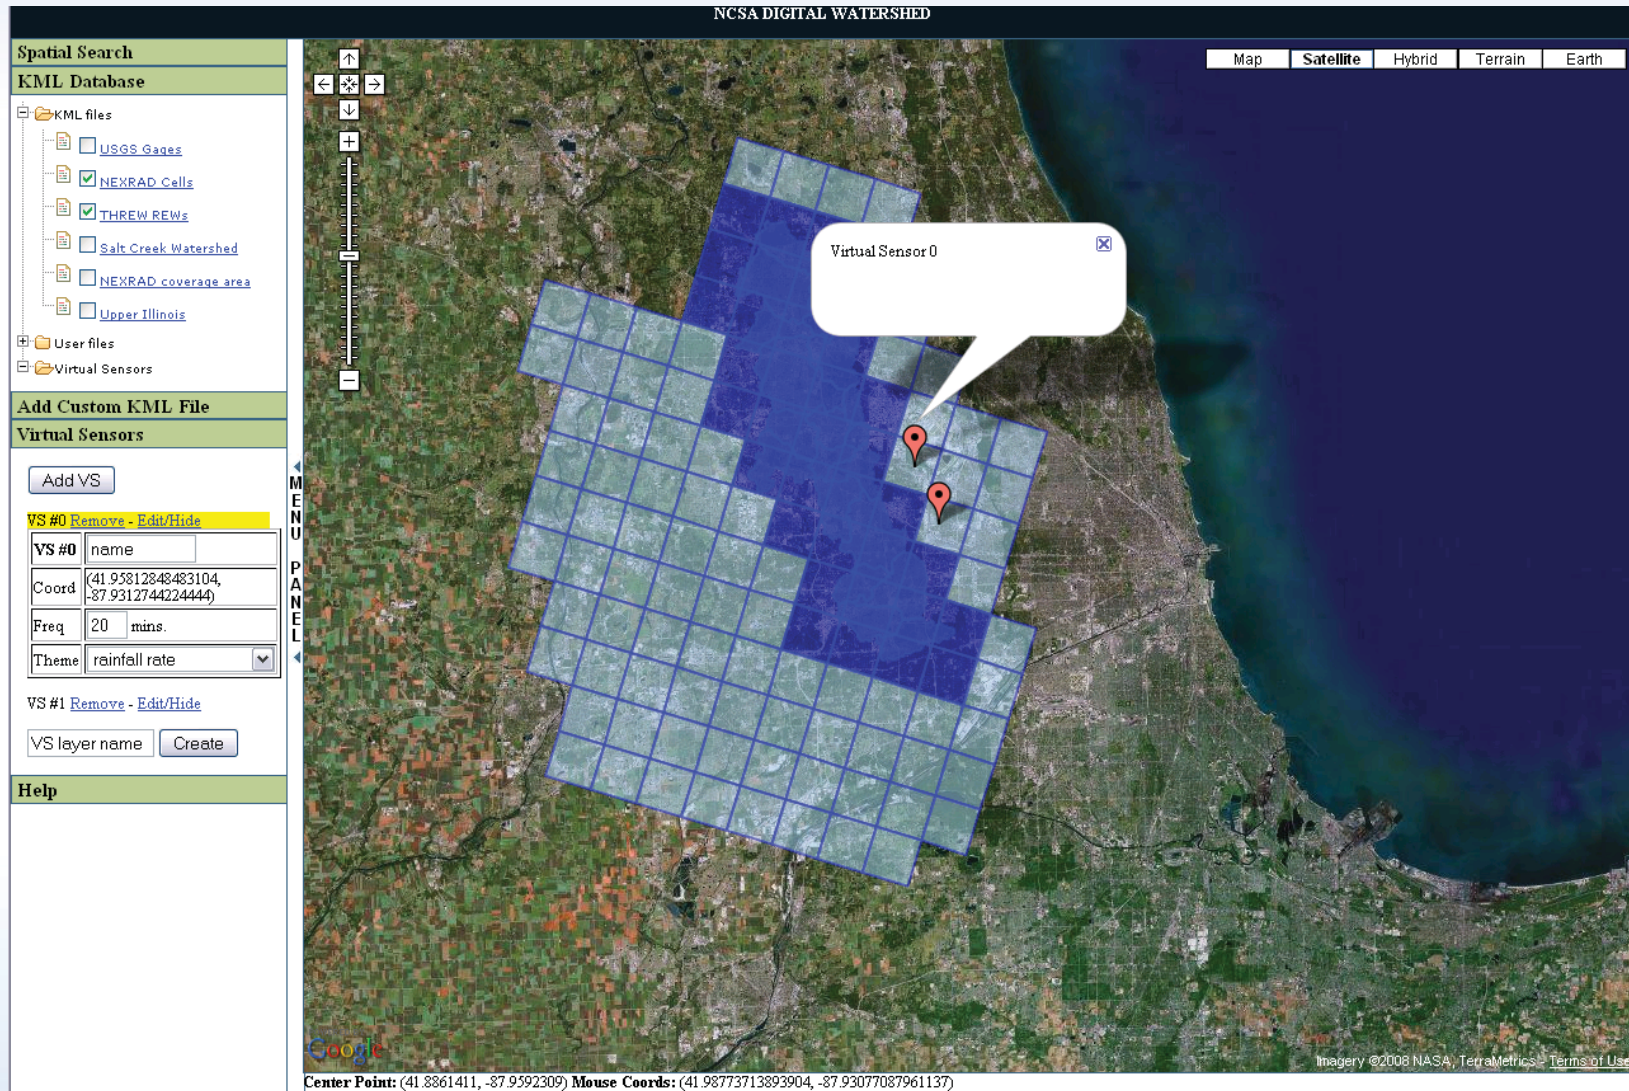 NCSA DIGITAL WATERSHED
Spatial Search
KML Database
KML files
USGS Gages
NEXRAD Cells
THREW REWs
Salt Creek Watershed
NEXRAD coverage area
Upper Illinois
User files
Virtual Sensors
Add Custom KML File
Virtual Sensors
Add VS
VS #0 Remove - Edit/Hide
VS #0 name
Coord (41.95812848483104,
-87.9312744224444)
Freq 20 mins.
Theme rainfall rate
VS #1 Remove - Edit/Hide
VS layer name Create
Help
MENU PANEL
Map Satellite Hybrid Terrain Earth
Virtual Sensor 0
Google
Imagery ©2008 NASA, TerraMetrics - Terms of Use
Center Point: (41.8861411, -87.9592309) Mouse Coords: (41.98773713893904, -87.93077087961137)